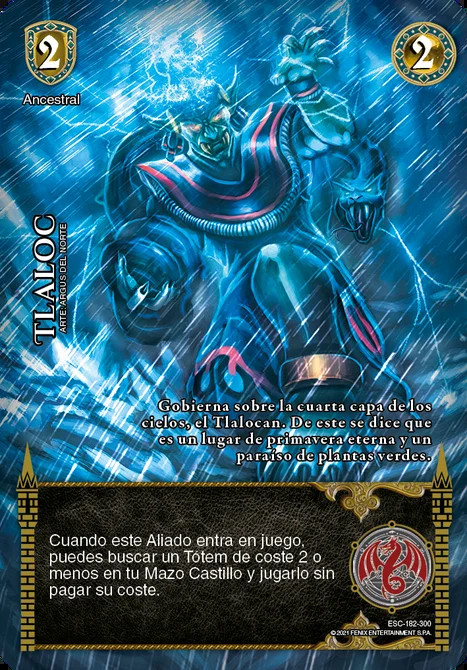 2
2
Ancestral
TLALOC
ARTE: ARGUS DEL NORTE
Gobierna sobre la cuarta capa de los
cielos, el Tlalocan. De este se dice que
es un lugar de primavera eterna y un
paraíso de plantas verdes.
Cuando este Aliado entra en juego,
puedes buscar un Tótem de coste 2 o
menos en tu Mazo Castillo y jugarlo sin
pagar su coste.
ESC-182-300
©2021 FENIX ENTERTAINMENT S.P.A.